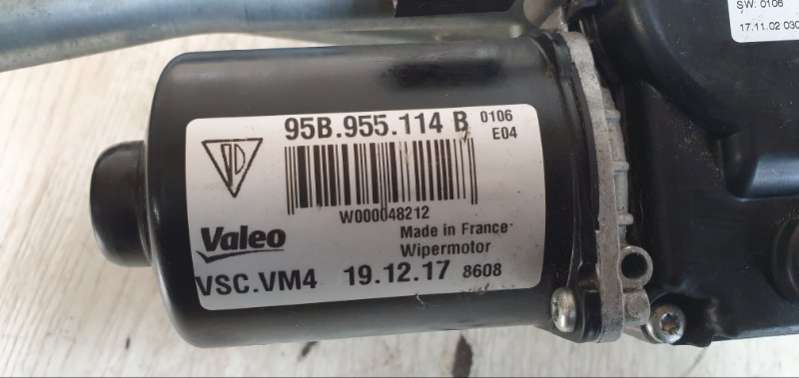 SW: 0106
17.11.02 030
95B.955.114 B 0106
E04
W000048212
Valeo
Made in France
Wipermotor
VSC.VM4 19.12.17 8608